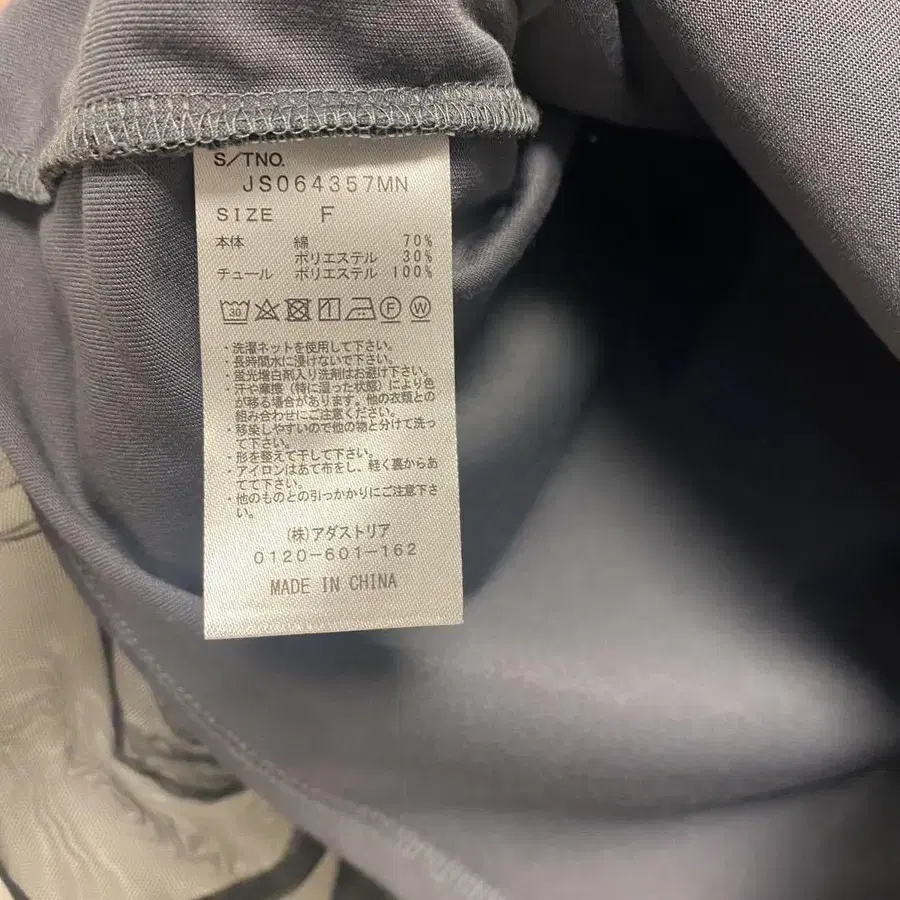 S/TNO.
JS064357MN
SIZE F
本体 綿 70%
ポリエステル 30%
チュール ポリエステル 100%
30 F W
・洗濯ネットを使用して下さい。
・長時間水に浸けないで下さい。
・蛍光増白剤入り洗剤はお避け下さい。
・汗や摩擦（特に湿った状態）により色
が移る場合があります。他の衣類との
組み合わせにご注意ください。
・移染しやすいので他の物と分けて洗っ
て下さい。
・形を整えて干して下さい。
・アイロンはあて布をし、軽く裏からあ
てて下さい。
・他のものとの引っかかりにご注意下さ
い。
（株）アダストリア
0120-601-162
MADE IN CHINA